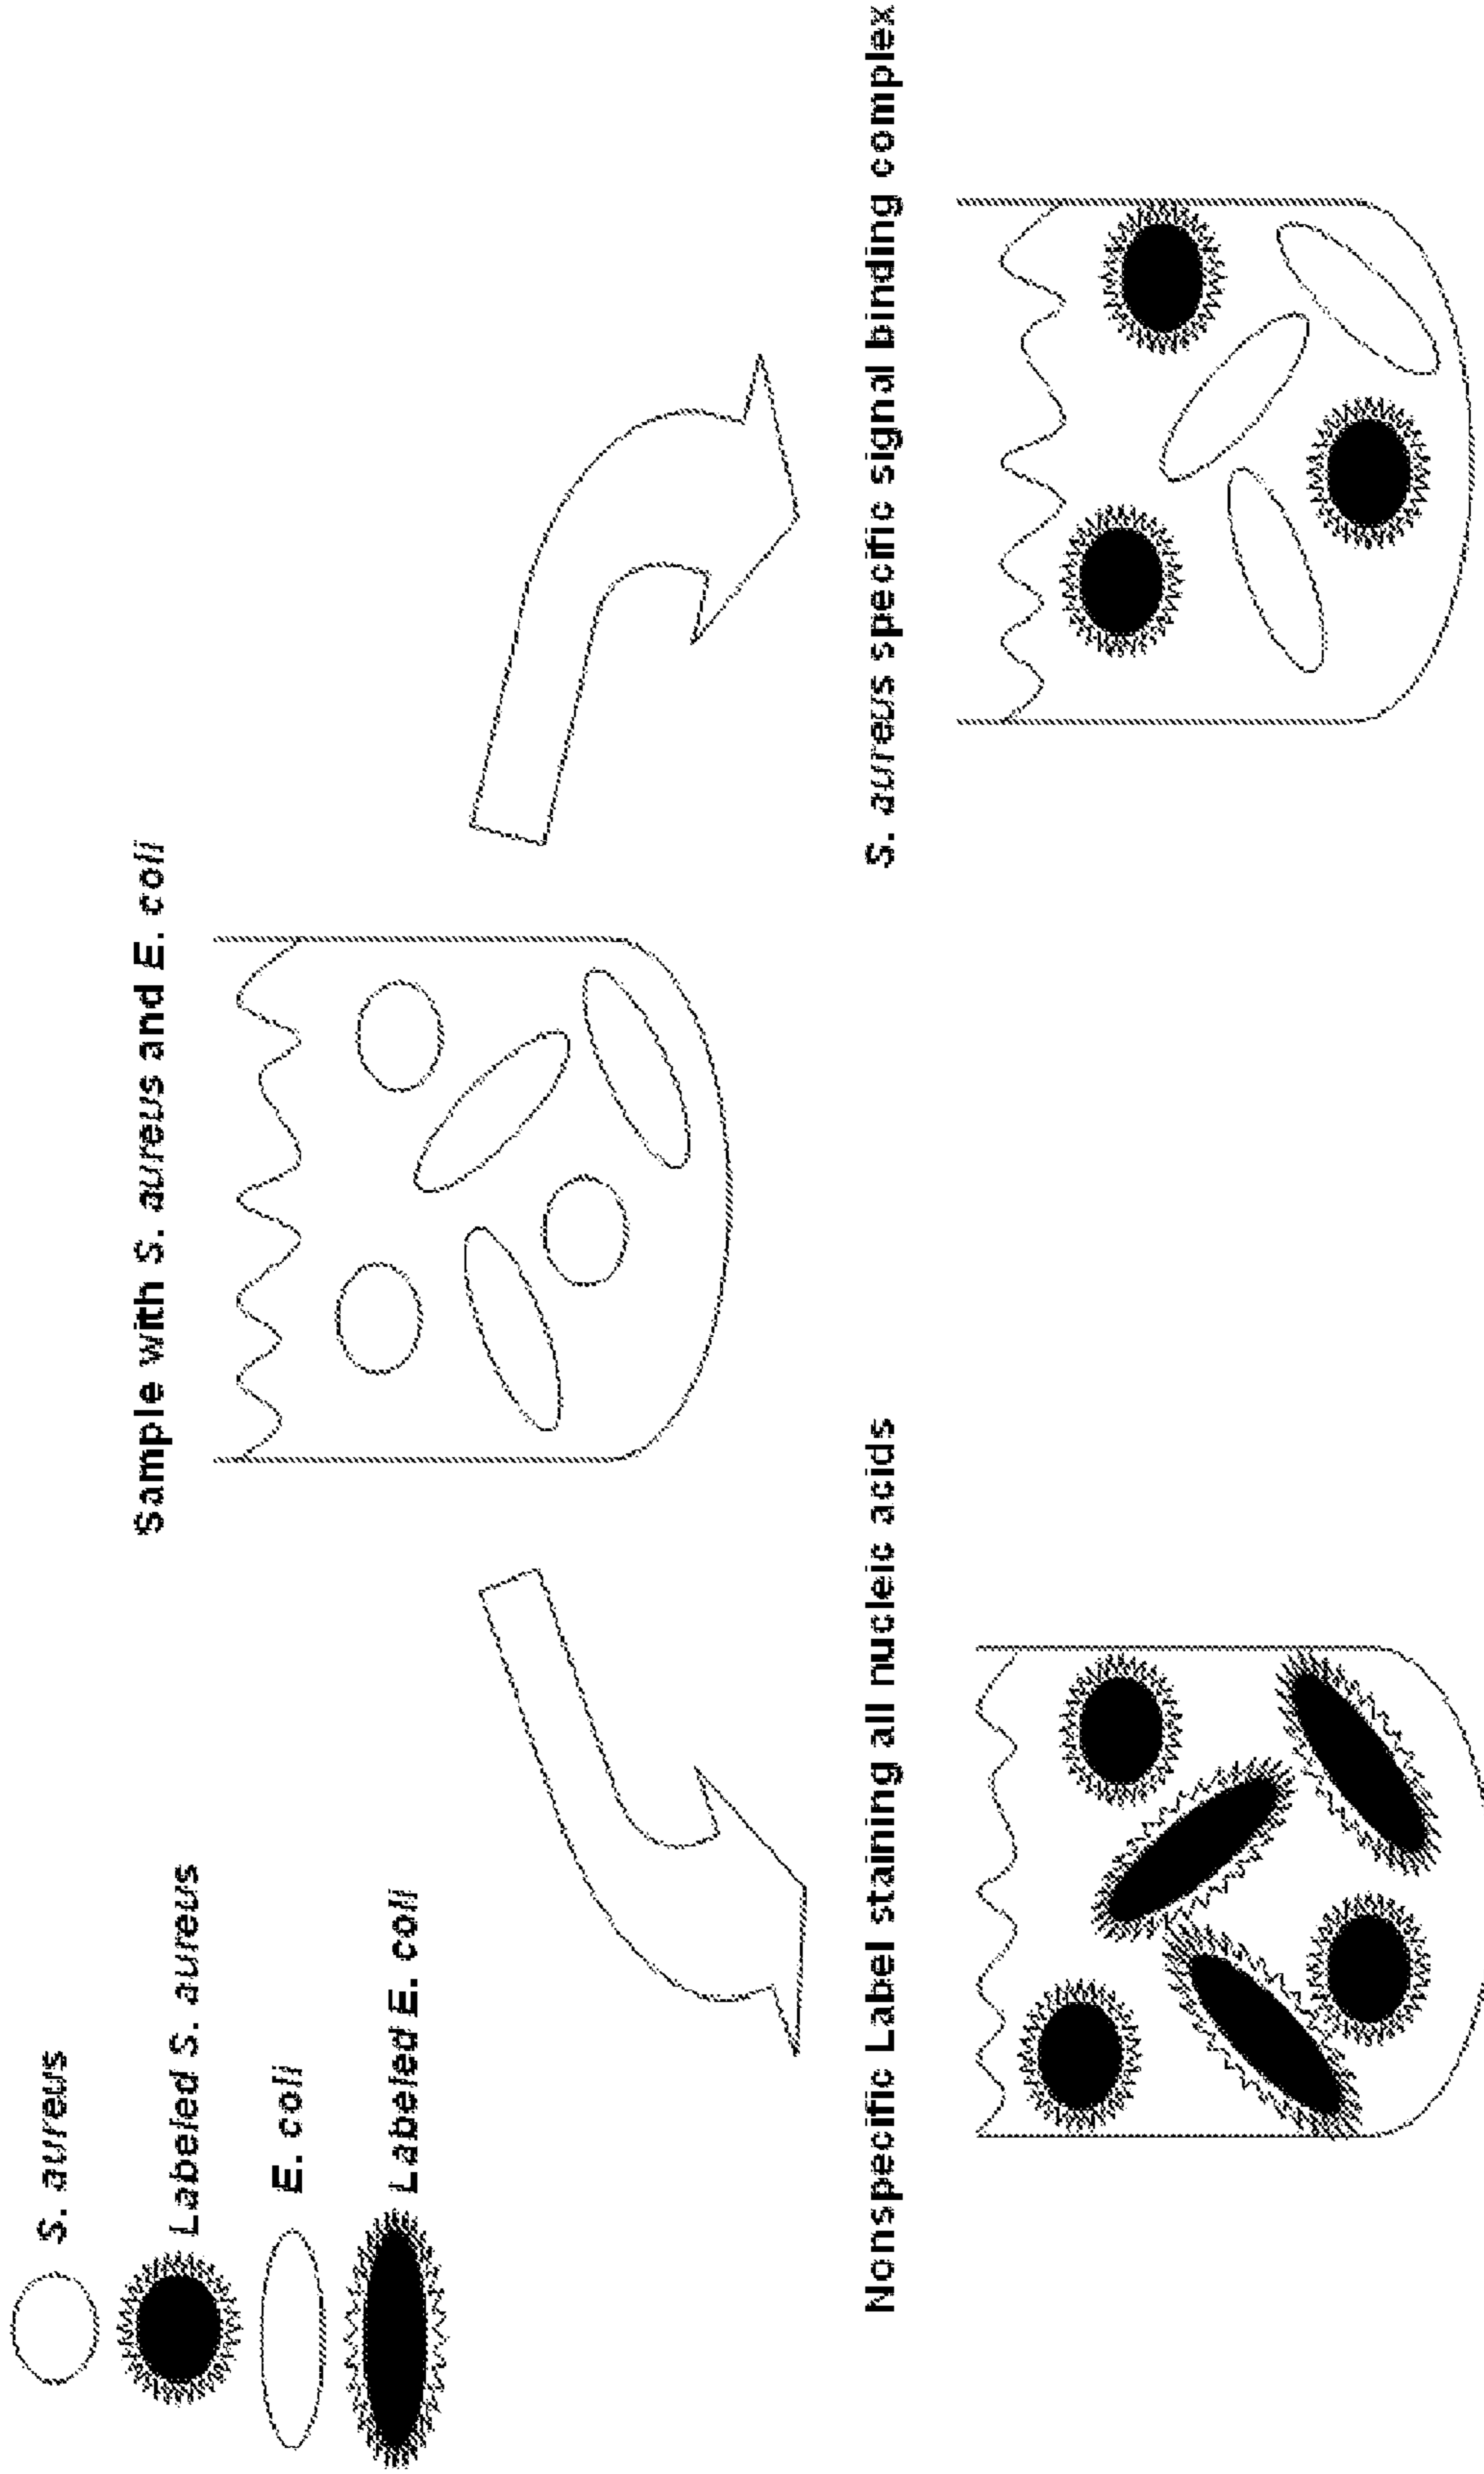 S. aureus
Labeled S. aureus
E. coli
Labeled E. coli
Sample with S. aureus and E. coli
Nonspecific Label staining all nucleic acids
S. aureus specific signal binding complex